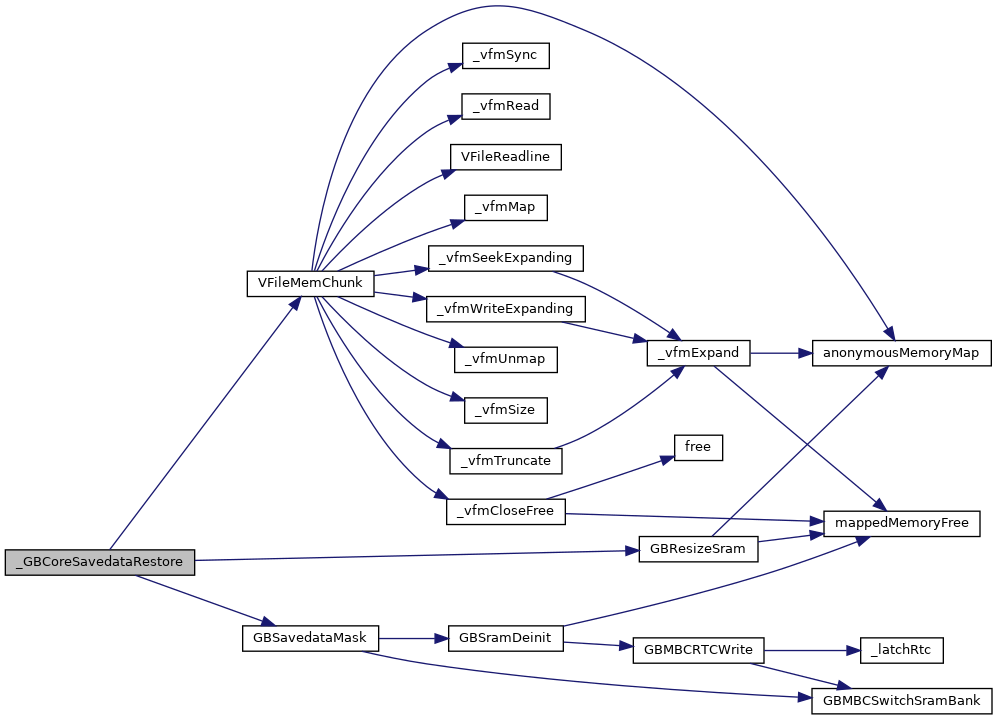 _vfmSync
_vfmRead
VFileReadline
_vfmMap
_vfmSeekExpanding
VFileMemChunk
_vfmWriteExpanding
_vfmExpand
anonymousMemoryMap
_vfmUnmap
_vfmSize
free
_vfmTruncate
_vfmCloseFree
mappedMemoryFree
GBResizeSram
_GBCoreSavedataRestore
GBSavedataMask
GBSramDeinit
GBMBCRTCWrite
_latchRtc
GBMBCSwitchSramBank